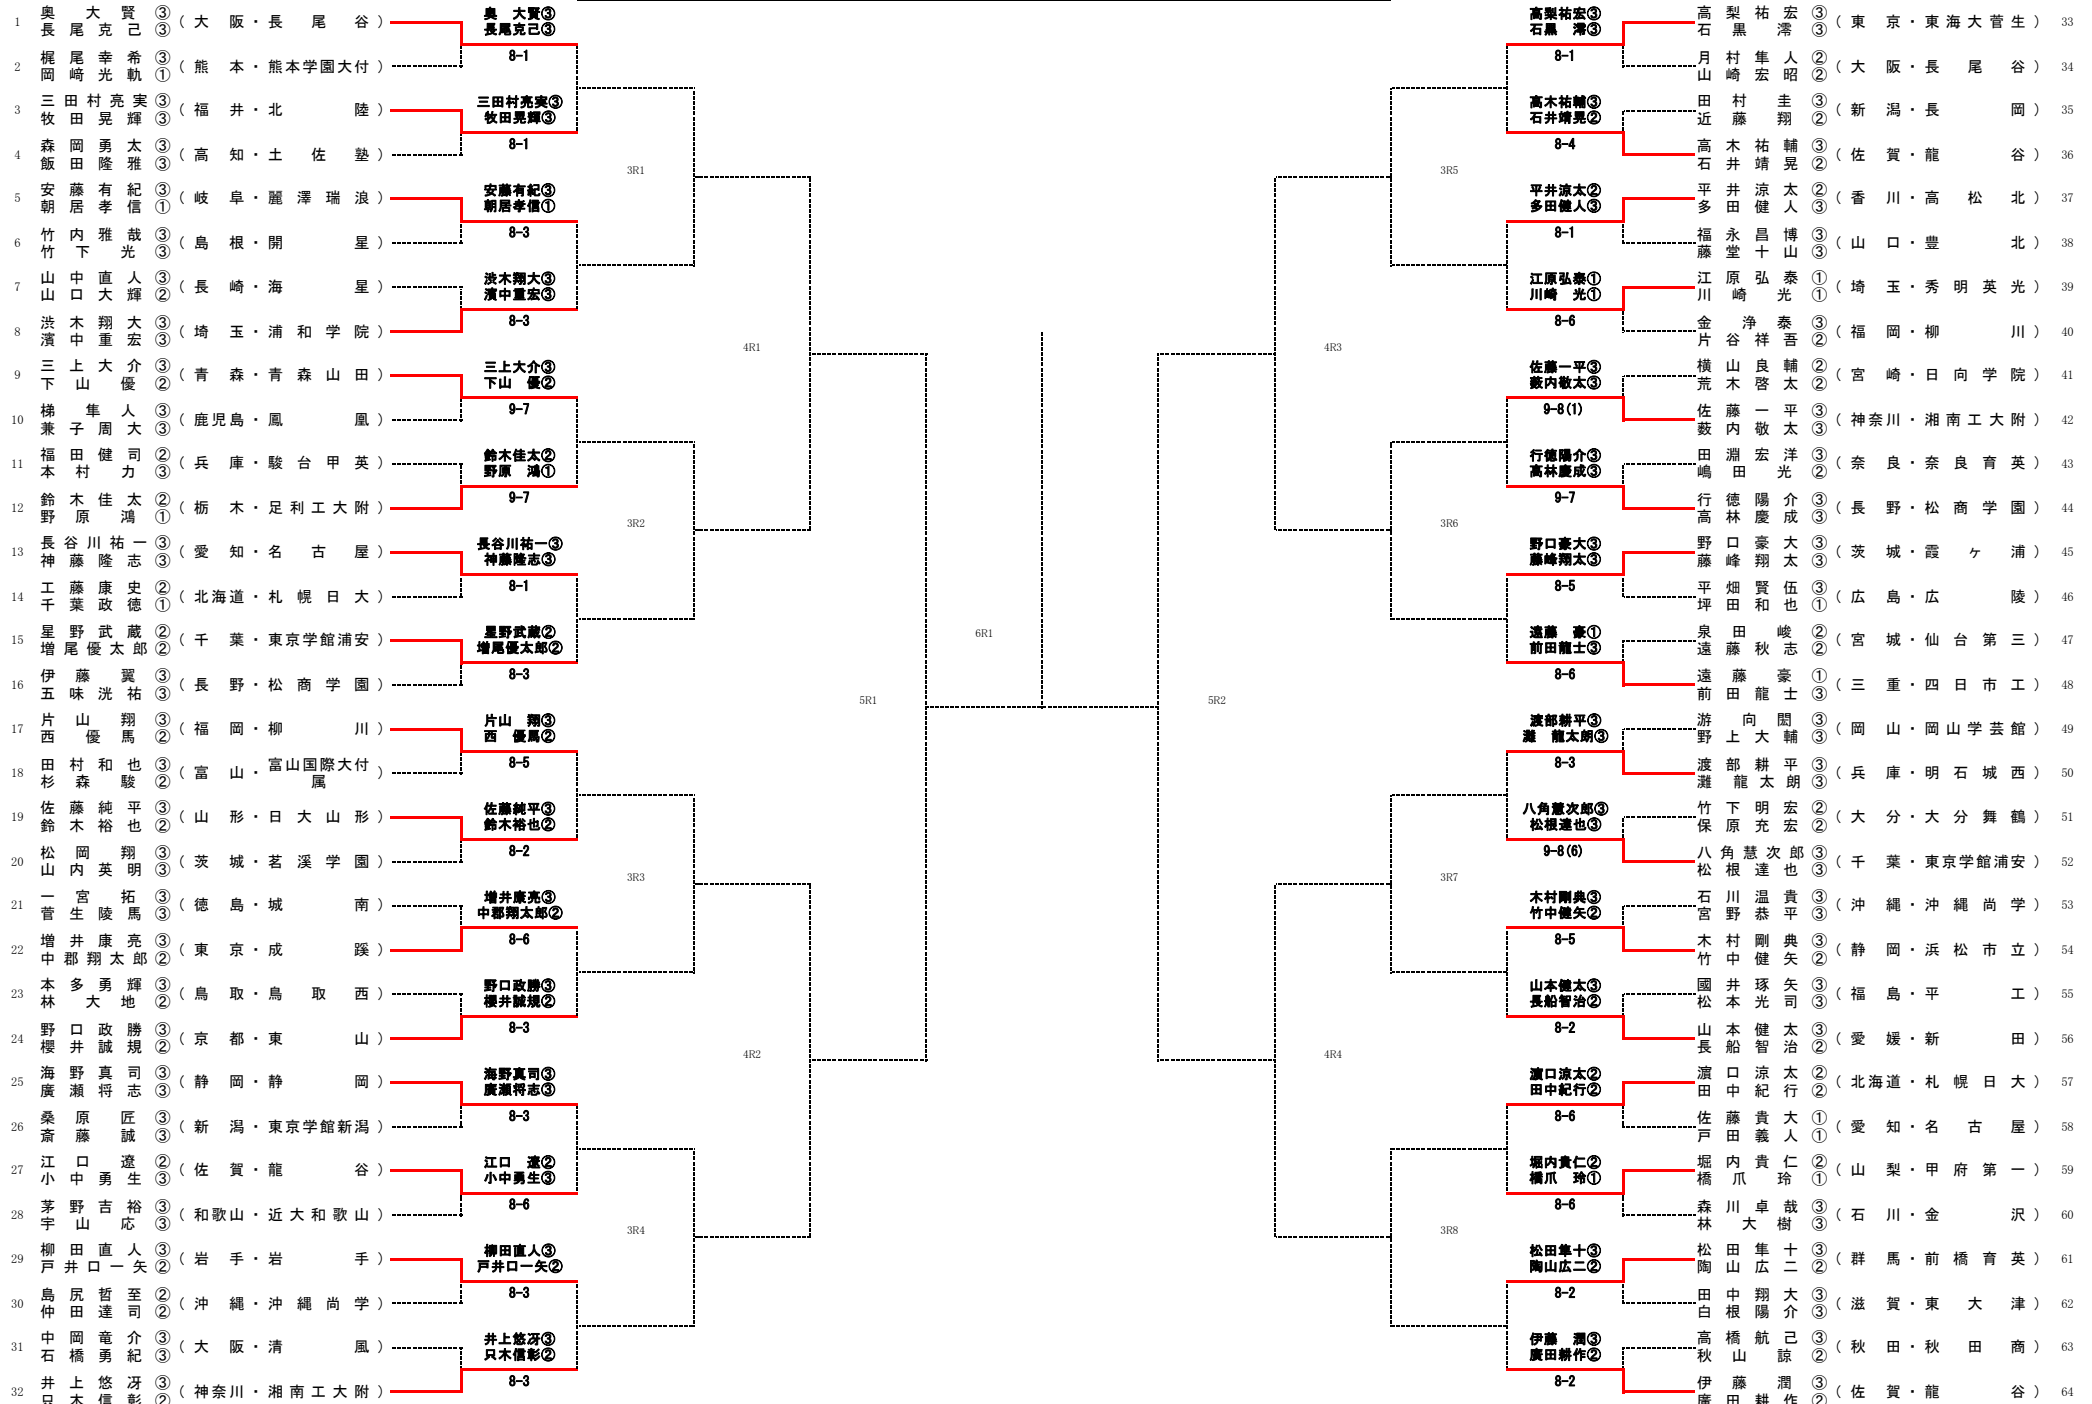 1 奥大賢③ 長尾克己③ （大阪・長尾谷）
2 梶尾幸希③ 岡﨑光軌① （熊本・熊本学園大付）
3 三田村亮実③ 牧田晃輝③ （福井・北陸）
4 森岡勇太③ 飯田隆雅③ （高知・土佐塾）
5 安藤有紀③ 朝居孝信① （岐阜・麗澤瑞浪）
6 竹内雅哉③ 竹下光③ （島根・開星）
7 山中直人③ 山口大輝② （長崎・海星）
8 渋木翔大③ 濱中重宏③ （埼玉・浦和学院）
9 三上大介③ 下山優② （青森・青森山田）
10 梯隼人③ 兼子周大③ （鹿児島・鳳凰）
11 福田健司② 本村力③ （兵庫・駿台甲英）
12 鈴木佳太② 野原鴻① （栃木・足利工大附）
13 長谷川祐一③ 神藤隆志③ （愛知・名古屋）
14 工藤康史② 千葉政徳① （北海道・札幌日大）
15 星野武蔵② 増尾優太郎② （千葉・東京学館浦安）
16 伊藤翼③ 五味洸祐③ （長野・松商学園）
17 片山翔③ 西優馬② （福岡・柳川）
18 田村和也③ 杉森駿② （富山・富山国際大付属）
19 佐藤純平③ 鈴木裕也② （山形・日大山形）
20 松岡翔③ 山内英明③ （茨城・茗溪学園）
21 一宮拓③ 菅生陵馬③ （徳島・城南）
22 増井康亮③ 中郡翔太郎② （東京・成蹊）
23 本多勇輝③ 林大地② （鳥取・鳥取西）
24 野口政勝③ 櫻井誠規② （京都・東山）
25 海野真司③ 廣瀬将志③ （静岡・静岡）
26 桑原匠③ 斎藤誠③ （新潟・東京学館新潟）
27 江口遼② 小中勇生③ （佐賀・龍谷）
28 茅野吉裕③ 宇山応③ （和歌山・近大和歌山）
29 柳田直人③ 戸井口一矢② （岩手・岩手）
30 島尻哲至② 仲田達司② （沖縄・沖縄尚学）
31 中岡竜介③ 石橋勇紀③ （大阪・清風）
32 井上悠冴③ 只木信彰② （神奈川・湘南工大附）
奥　大賢③
長尾克己③
8-1
三田村亮実③
牧田晃輝③
8-1
安藤有紀③
朝居孝信①
8-3
渋木翔大③
濱中重宏③
8-3
三上大介③
下山　優②
9-7
鈴木佳太②
野原　鴻①
9-7
長谷川祐一③
神藤隆志③
8-1
星野武蔵②
増尾優太郎②
8-3
片山　翔③
西　優馬②
8-5
佐藤純平③
鈴木裕也②
8-2
増井康亮③
中郡翔太郎②
8-6
野口政勝③
櫻井誠規②
8-3
海野真司③
廣瀬将志③
8-3
江口　遼②
小中勇生③
8-6
柳田直人③
戸井口一矢②
8-3
井上悠冴③
只木信彰②
8-3
3R1
3R2
3R3
3R4
4R1
4R2
5R1
6R1
5R2
4R3
4R4
3R5
3R6
3R7
3R8
高梨祐宏③
石黒　澪③
8-1
高木祐輔③
石井靖晃②
8-4
平井涼太②
多田健人③
8-1
江原弘泰①
川崎　光①
8-6
佐藤一平③
薮内敬太③
9-8(1)
行徳陽介③
高林慶成③
9-7
野口豪大③
藤峰翔太③
8-5
遠藤　豪①
前田龍士③
8-6
渡部耕平③
灘　龍太朗③
8-3
八角慧次郎③
松根達也③
9-8(6)
木村剛典③
竹中健矢②
8-5
山本健太③
長船智治②
8-2
濵口涼太②
田中紀行②
8-6
堀内貴仁②
橋爪　玲①
8-6
松田隼十③
陶山広二②
8-2
伊藤　潤③
廣田耕作②
8-2
高梨祐宏③ 石黒澪③ （東京・東海大菅生） 33
月村隼人② 山崎宏昭② （大阪・長尾谷） 34
田村圭③ 近藤翔② （新潟・長岡） 35
高木祐輔③ 石井靖晃② （佐賀・龍谷） 36
平井涼太② 多田健人③ （香川・高松北） 37
福永昌博③ 藤堂十山③ （山口・豊北） 38
江原弘泰① 川崎光① （埼玉・秀明英光） 39
金浄泰③ 片谷祥吾② （福岡・柳川） 40
横山良輔② 荒木啓太② （宮崎・日向学院） 41
佐藤一平③ 薮内敬太③ （神奈川・湘南工大附） 42
田淵宏洋③ 嶋田光② （奈良・奈良育英） 43
行徳陽介③ 高林慶成③ （長野・松商学園） 44
野口豪大③ 藤峰翔太③ （茨城・霞ヶ浦） 45
平畑賢伍③ 坪田和也① （広島・広陵） 46
泉田峻② 遠藤秋志② （宮城・仙台第三） 47
遠藤豪① 前田龍士③ （三重・四日市工） 48
游向閎③ 野上大輔③ （岡山・岡山学芸館） 49
渡部耕平③ 灘龍太朗③ （兵庫・明石城西） 50
竹下明宏② 保原充宏② （大分・大分舞鶴） 51
八角慧次郎③ 松根達也③ （千葉・東京学館浦安） 52
石川温貴③ 宮野恭平③ （沖縄・沖縄尚学） 53
木村剛典③ 竹中健矢② （静岡・浜松市立） 54
國井琢矢③ 松本光司③ （福島・平工） 55
山本健太③ 長船智治② （愛媛・新田） 56
濵口涼太② 田中紀行② （北海道・札幌日大） 57
佐藤貴大① 戸田義人① （愛知・名古屋） 58
堀内貴仁② 橋爪玲① （山梨・甲府第一） 59
森川卓哉③ 林大樹③ （石川・金沢） 60
松田隼十③ 陶山広二② （群馬・前橋育英） 61
田中翔大③ 白根陽介③ （滋賀・東大津） 62
高橋航己③ 秋山諒② （秋田・秋田商） 63
伊藤潤③ 廣田耕作② （佐賀・龍谷） 64